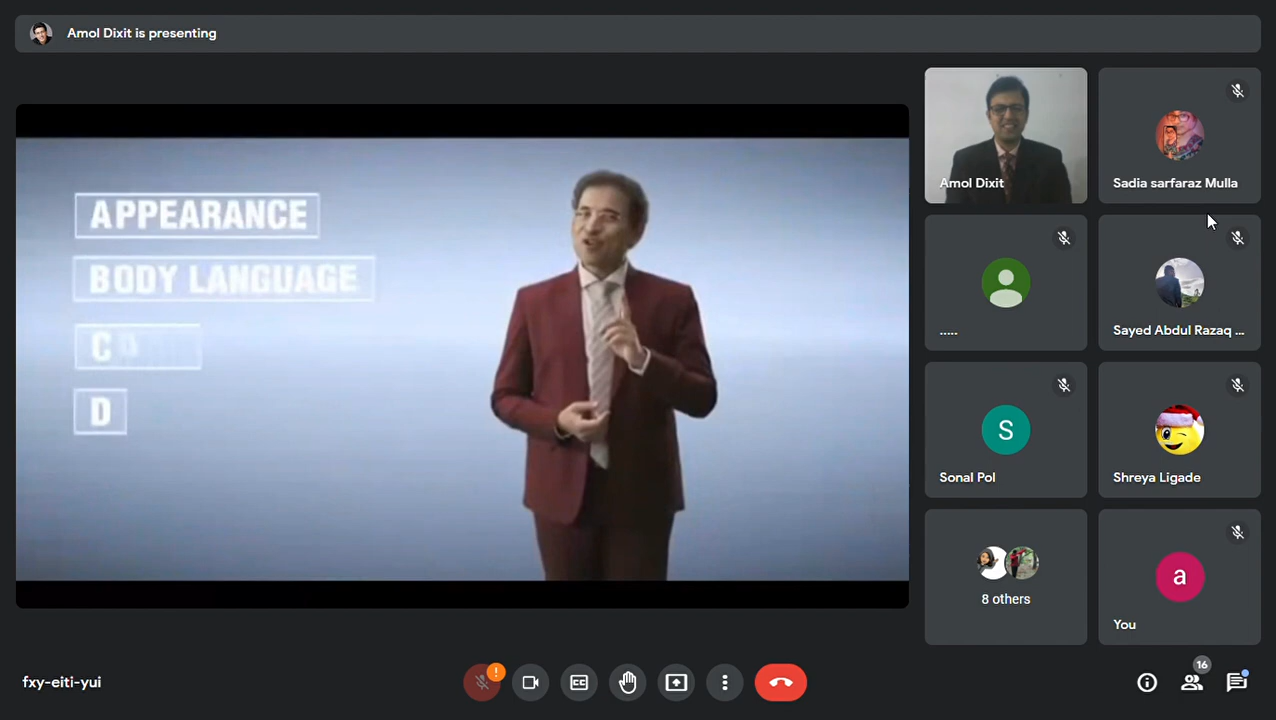 Amol Dixit is presenting
APPEARANCE
BODY LANGUAGE
C
D
Amol Dixit
Sadia sarfaraz Mulla
.....
Sayed Abdul Razaq ...
S
Sonal Pol
Shreya Ligade
8 others
a
You
fxy-eiti-yui
!
CC
16